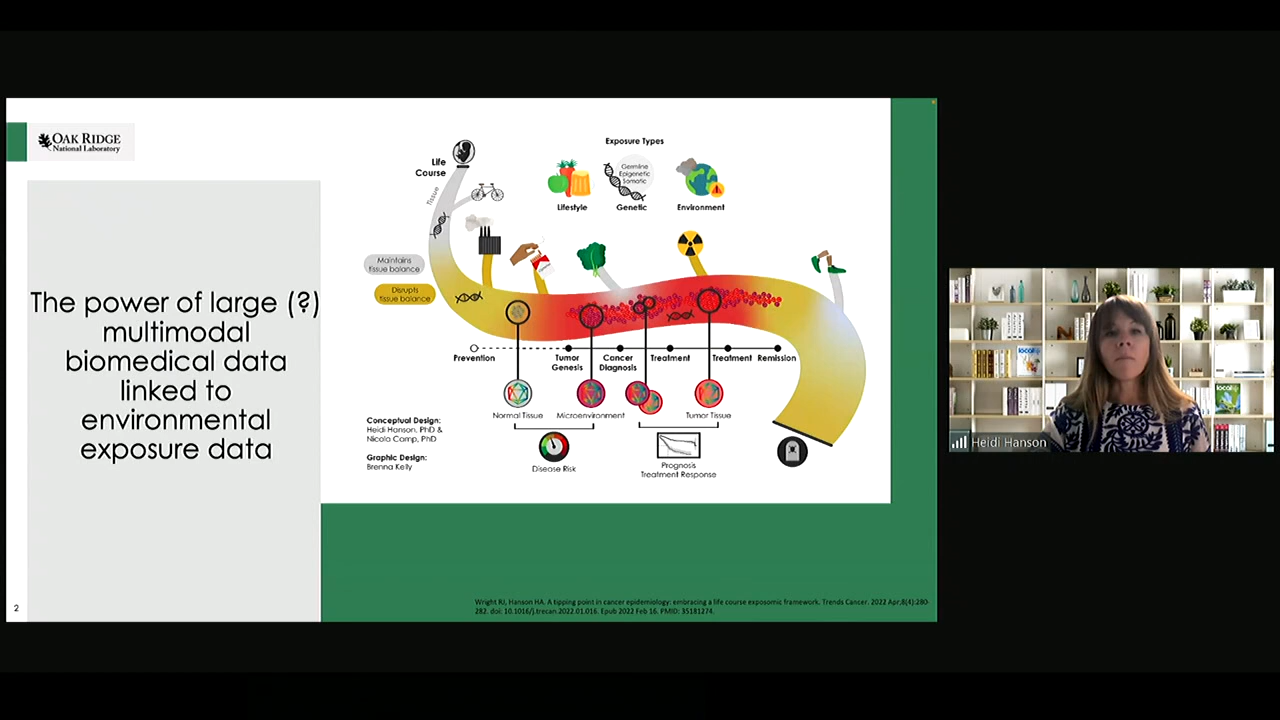 OAK RIDGE
National Laboratory
The power of large (?)
multimodal
biomedical data
linked to
environmental
exposure data
2
Life
Course
Tissue
Exposure Types
Germline
Epigenetic
Somatic
Lifestyle
Genetic
Environment
Maintains
tissue balance
Disrupts
tissue balance
Prevention
Tumor
Genesis
Cancer
Diagnosis
Treatment
Treatment
Remission
Normal Tissue
Microenvironment
Tumor Tissue
Disease Risk
Prognosis
Treatment Response
Conceptual Design:
Heidi Hanson, PhD &
Nicola Camp, PhD
Graphic Design:
Brenna Kelly
Wright RJ, Hanson HA. A tipping point in cancer epidemiology: embracing a life course exposomic framework. Trends Cancer. 2022 Apr;8(4):280-
282. doi: 10.1016/j.trecan.2022.01.016. Epub 2022 Feb 16. PMID: 35181274.
local
local
Heidi Hanson